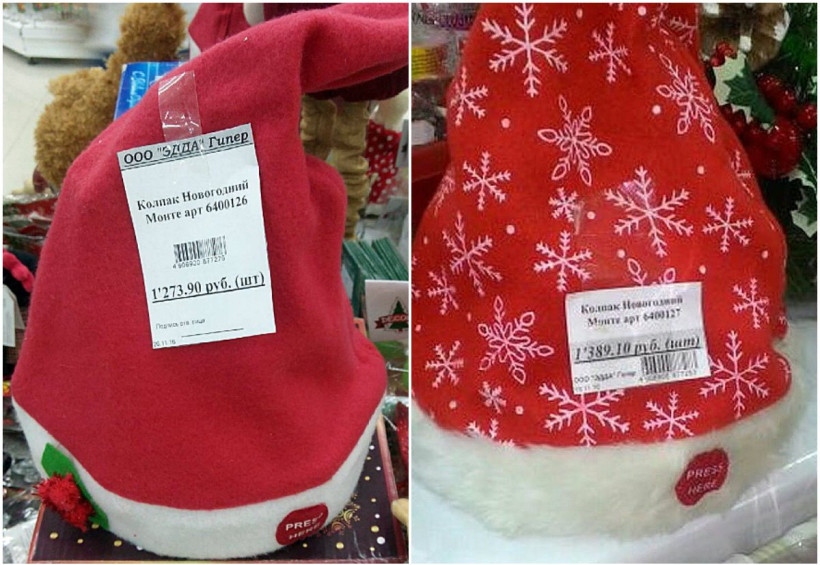 ООО "ЭДДА" Гипер
Колпак Новогодний
Монте арт 6400126
1'273.90 руб. (шт)
PRESS
HERE
Колпак Новогодний
Монте арт 6400127
1'389.10 руб. (шт)
ООО "ЭДДА" Гипер
PRESS
HERE